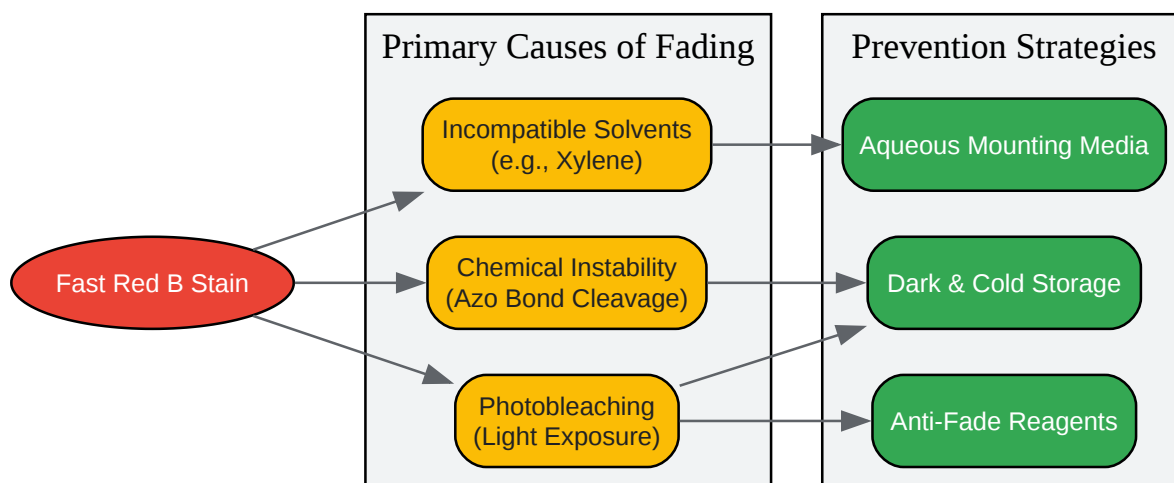 Primary Causes of Fading
Prevention Strategies
Incompatible Solvents
(e.g., Xylene)
Aqueous Mounting Media
Fast Red B Stain
Chemical Instability
(Azo Bond Cleavage)
Dark & Cold Storage
Photobleaching
(Light Exposure)
Anti-Fade Reagents